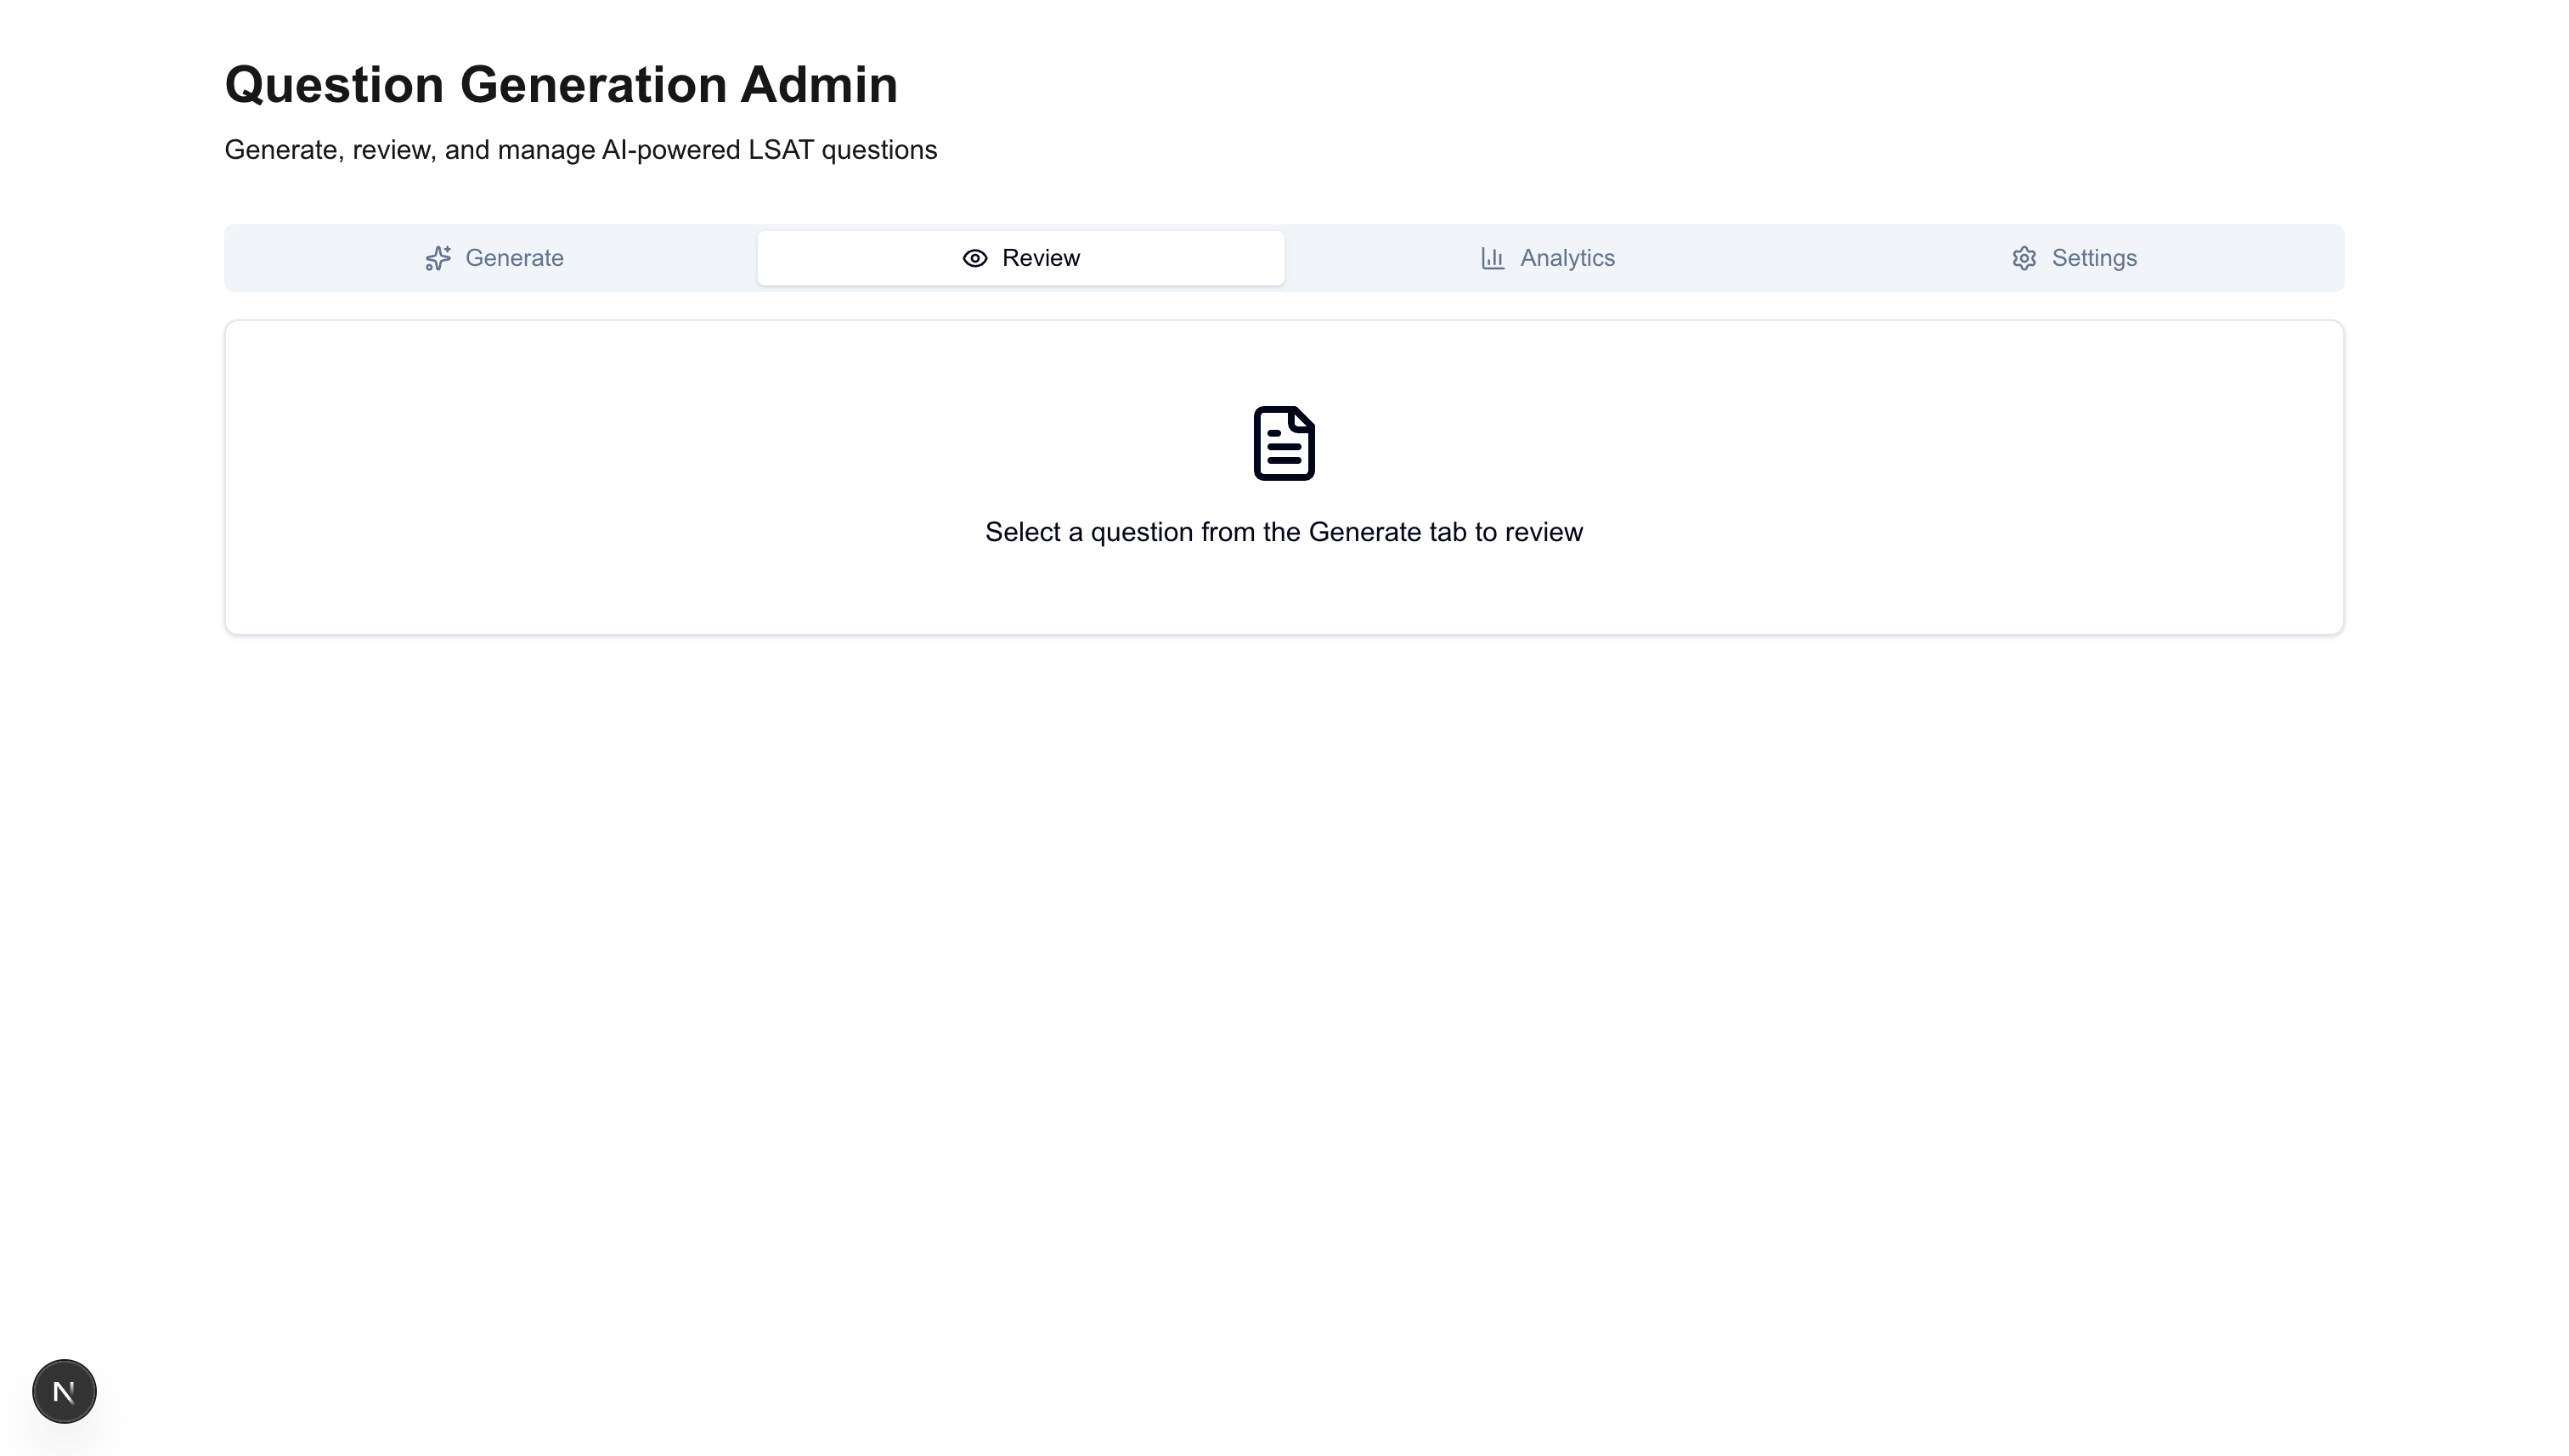 Question Generation Admin
Generate, review, and manage AI-powered LSAT questions
Generate
Review
Analytics
Settings
Select a question from the Generate tab to review
N